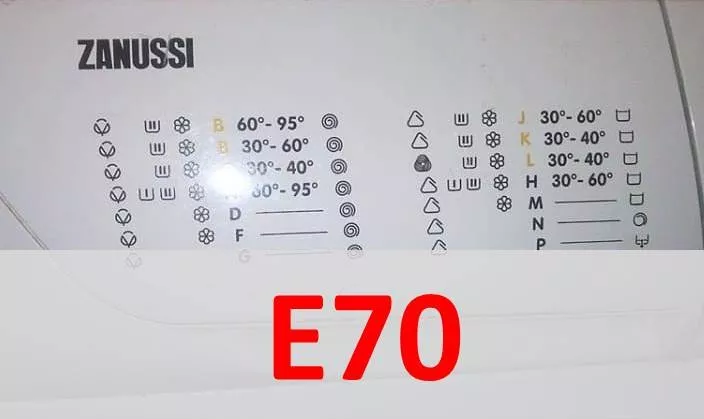 ZANUSSI
B 60°- 95°
B 30°- 60°
30°- 40°
60°- 95°
D
F
G
J 30°- 60°
K 30°- 40°
L 30°- 40°
H 30°- 60°
M
N
P
E70